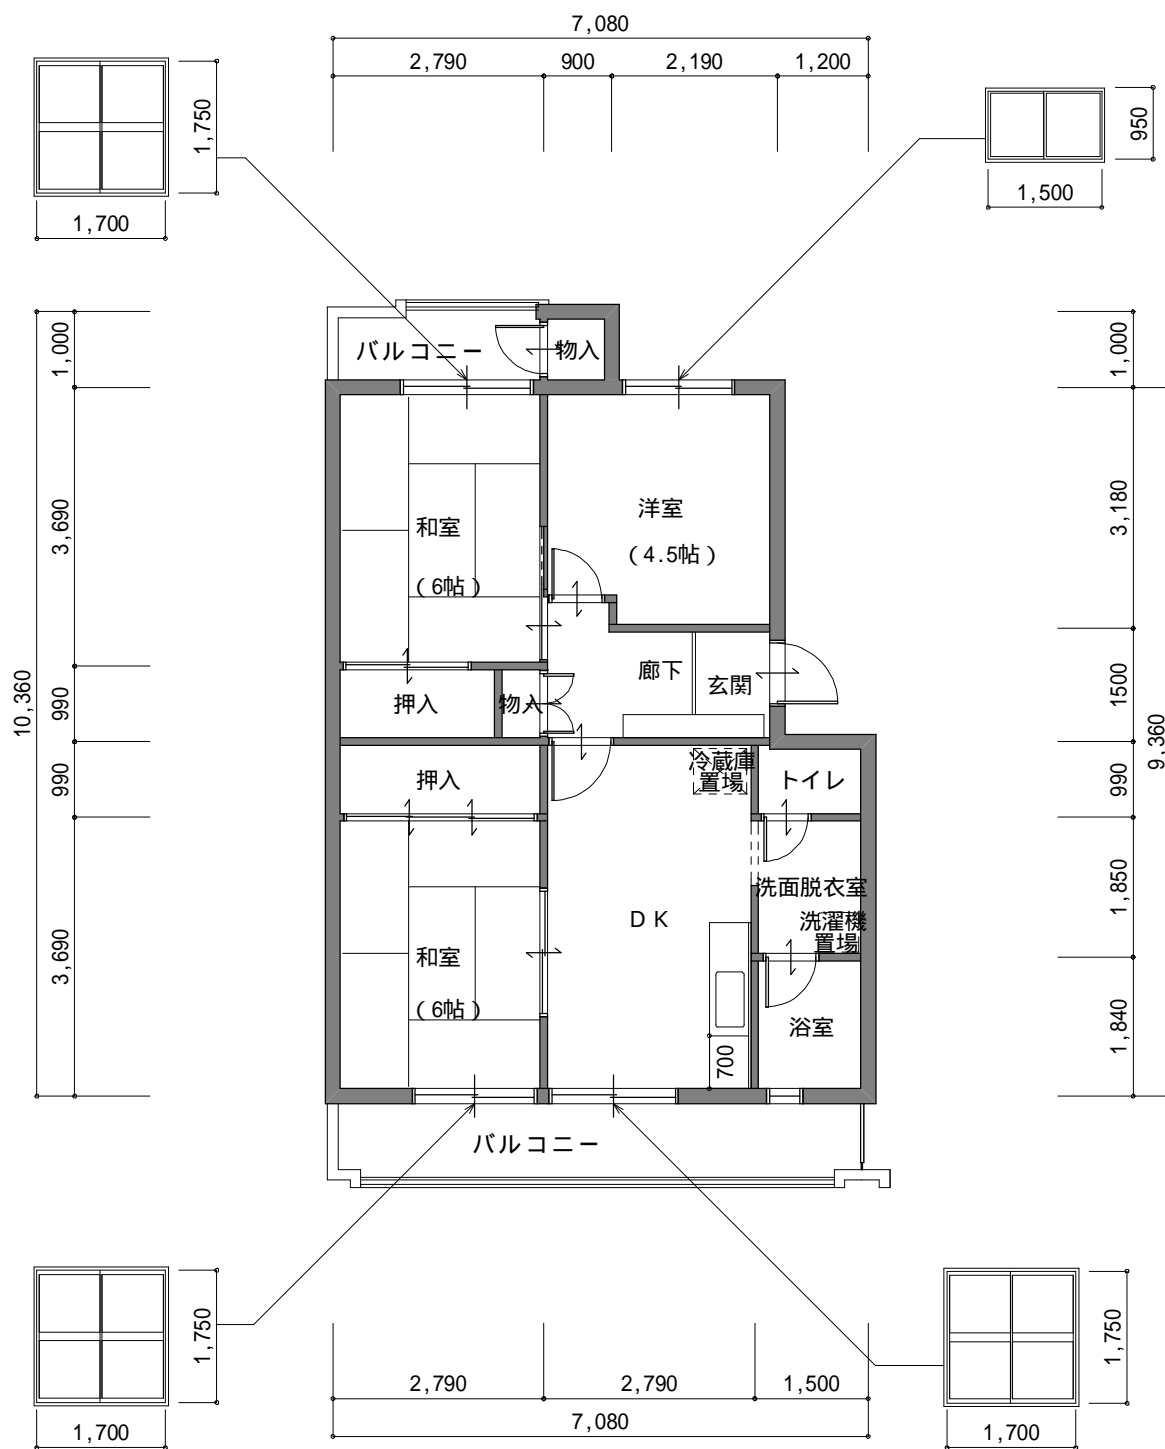 7,080
2,790
900
2,190
1,200
1,750
1,700
950
1,500
1,000
3,690
990
990
3,690
10,360
1,000
3,180
1500
990
1,850
1,840
9,360
バルコニー
物入
和室
（6帖）
洋室
（4.5帖）
廊下
玄関
押入
物入
押入
冷蔵庫
置場
トイレ
洗面脱衣室
洗濯機
置場
ＤＫ
和室
（6帖）
浴室
700
バルコニー
1,750
1,700
2,790
2,790
1,500
7,080
1,750
1,700